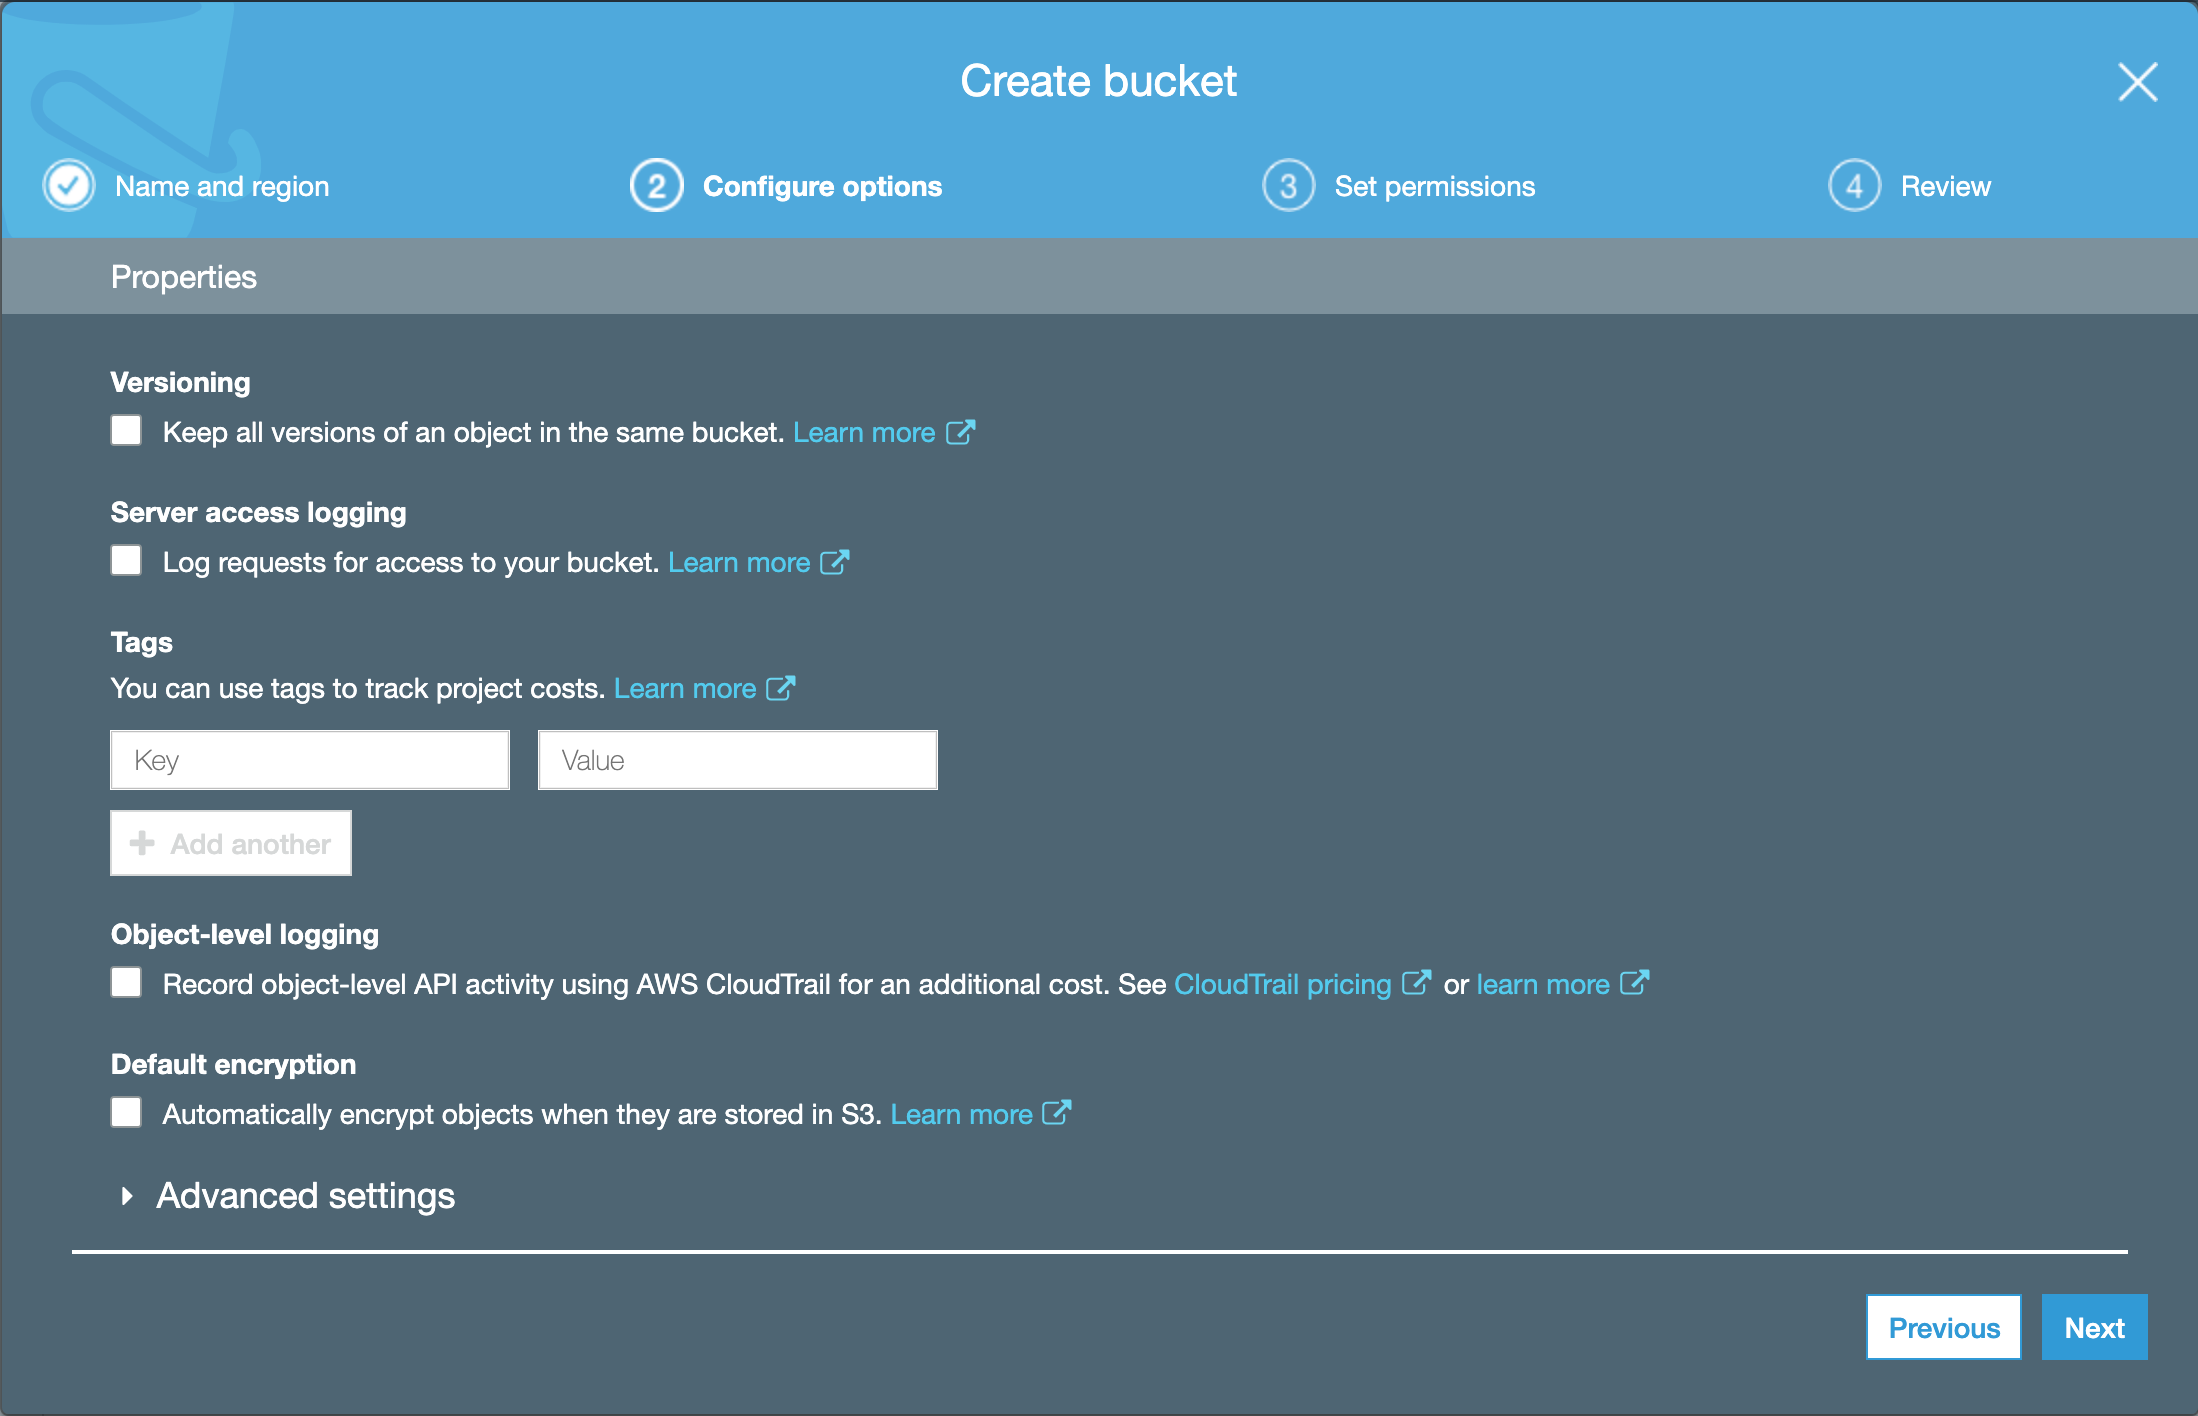 Create bucket
Name and region
2 Configure options
3 Set permissions
4 Review
Properties
Versioning
Keep all versions of an object in the same bucket. Learn more
Server access logging
Log requests for access to your bucket. Learn more
Tags
You can use tags to track project costs. Learn more
Key
Value
Add another
Object-level logging
Record object-level API activity using AWS CloudTrail for an additional cost. See CloudTrail pricing or learn more
Default encryption
Automatically encrypt objects when they are stored in S3. Learn more
Advanced settings
Previous
Next